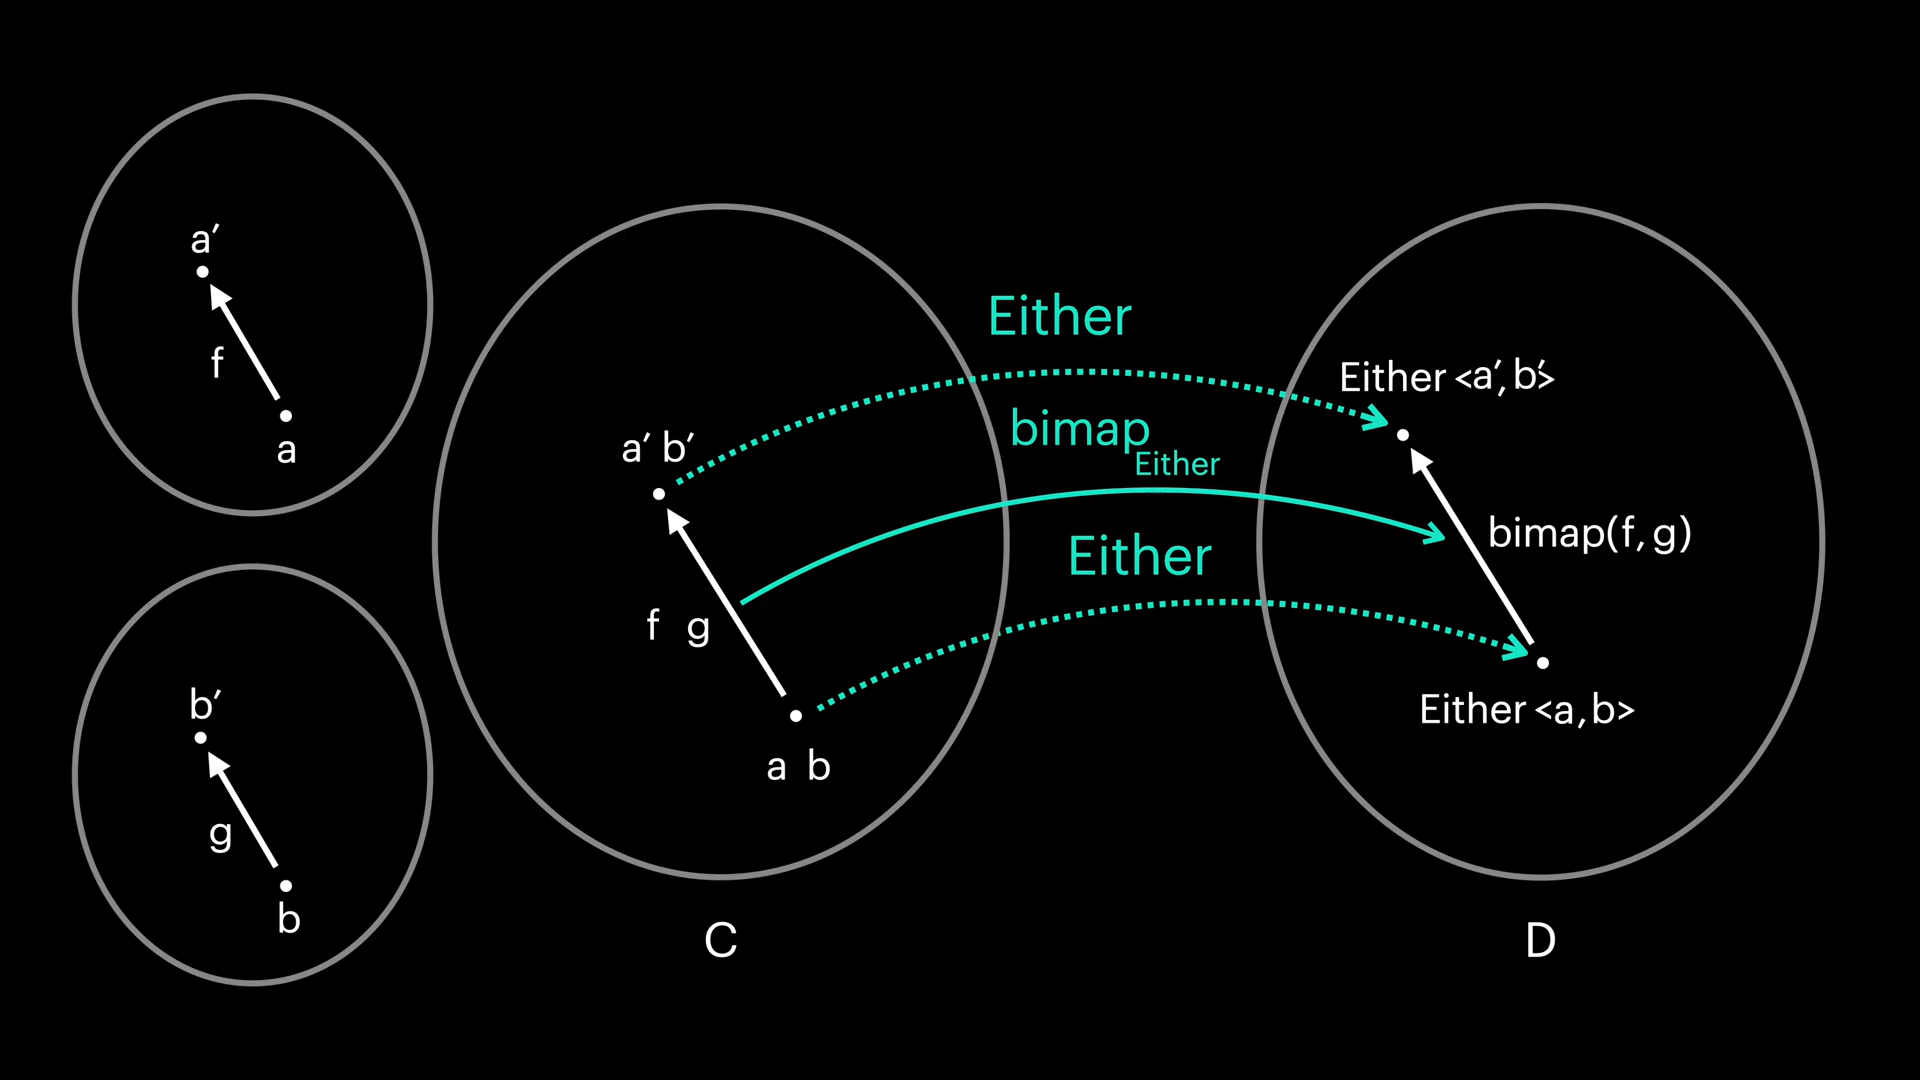 a′
f
a
b′
g
b
a′ b′
f g
a b
C
Either
bimap
Either
Either
Either <a′, b′>
bimap(f, g)
Either <a, b>
D